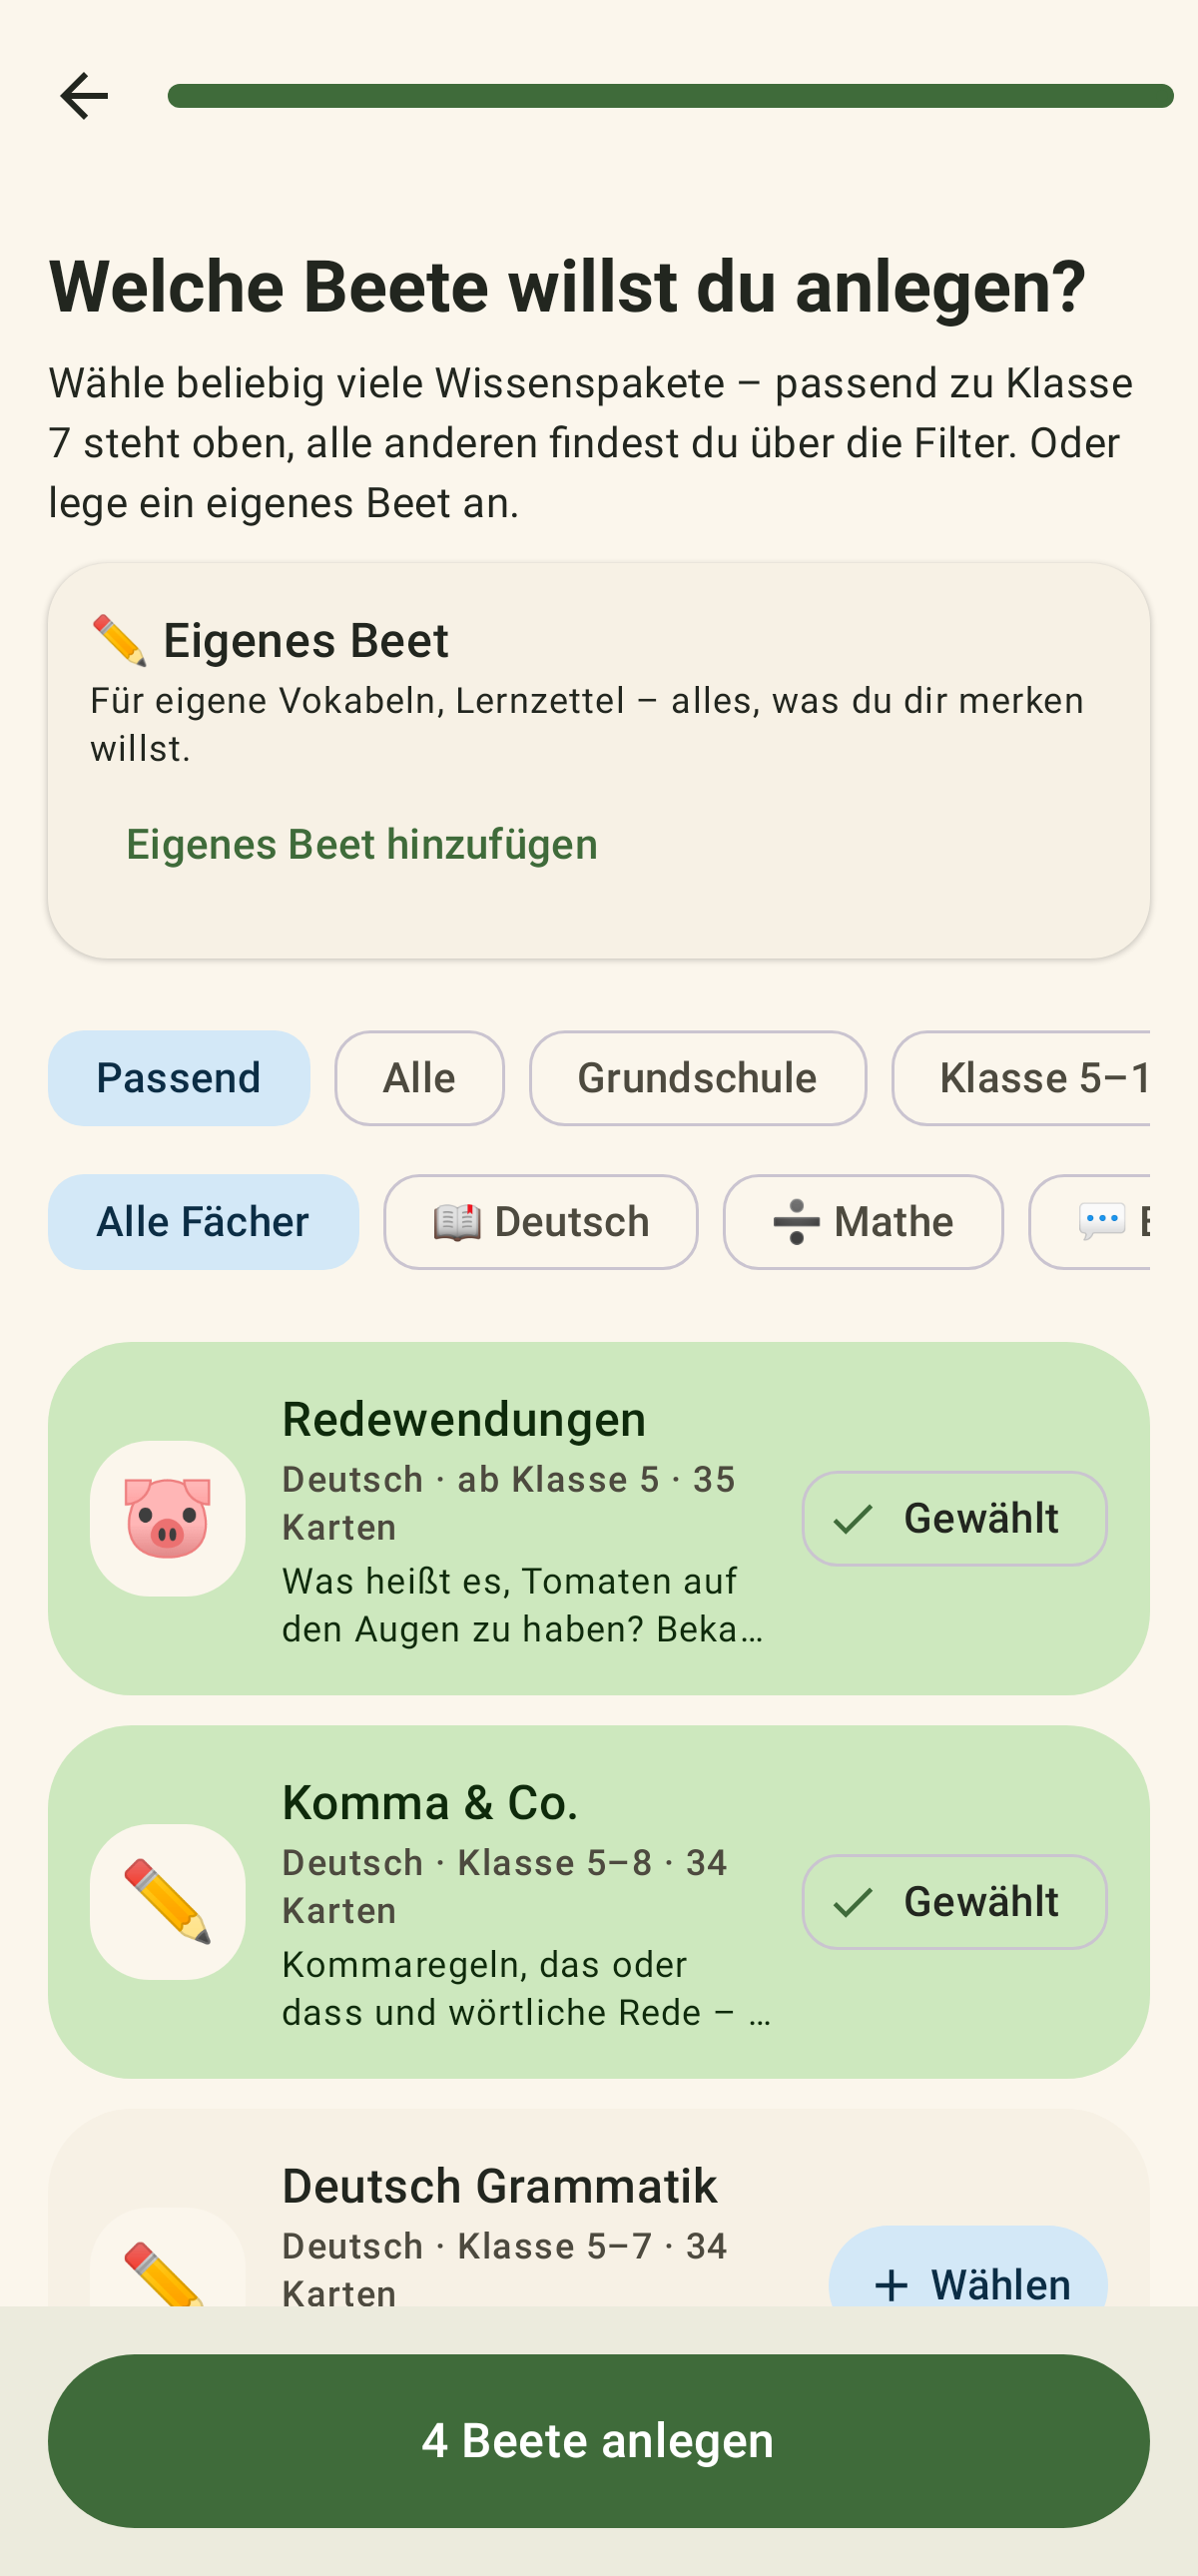 Welche Beete willst du anlegen?
Wähle beliebig viele Wissenspakete – passend zu Klasse
7 steht oben, alle anderen findest du über die Filter. Oder
lege ein eigenes Beet an.
Eigenes Beet
Für eigene Vokabeln, Lernzettel – alles, was du dir merken
willst.
Eigenes Beet hinzufügen
Passend Alle Grundschule Klasse 5–1
Alle Fächer Deutsch Mathe
Redewendungen
Deutsch · ab Klasse 5 · 35
Karten
Was heißt es, Tomaten auf
den Augen zu haben? Beka…
Gewählt
Komma & Co.
Deutsch · Klasse 5–8 · 34
Karten
Kommaregeln, das oder
dass und wörtliche Rede – …
Gewählt
Deutsch Grammatik
Deutsch · Klasse 5–7 · 34
Karten
Wählen
4 Beete anlegen